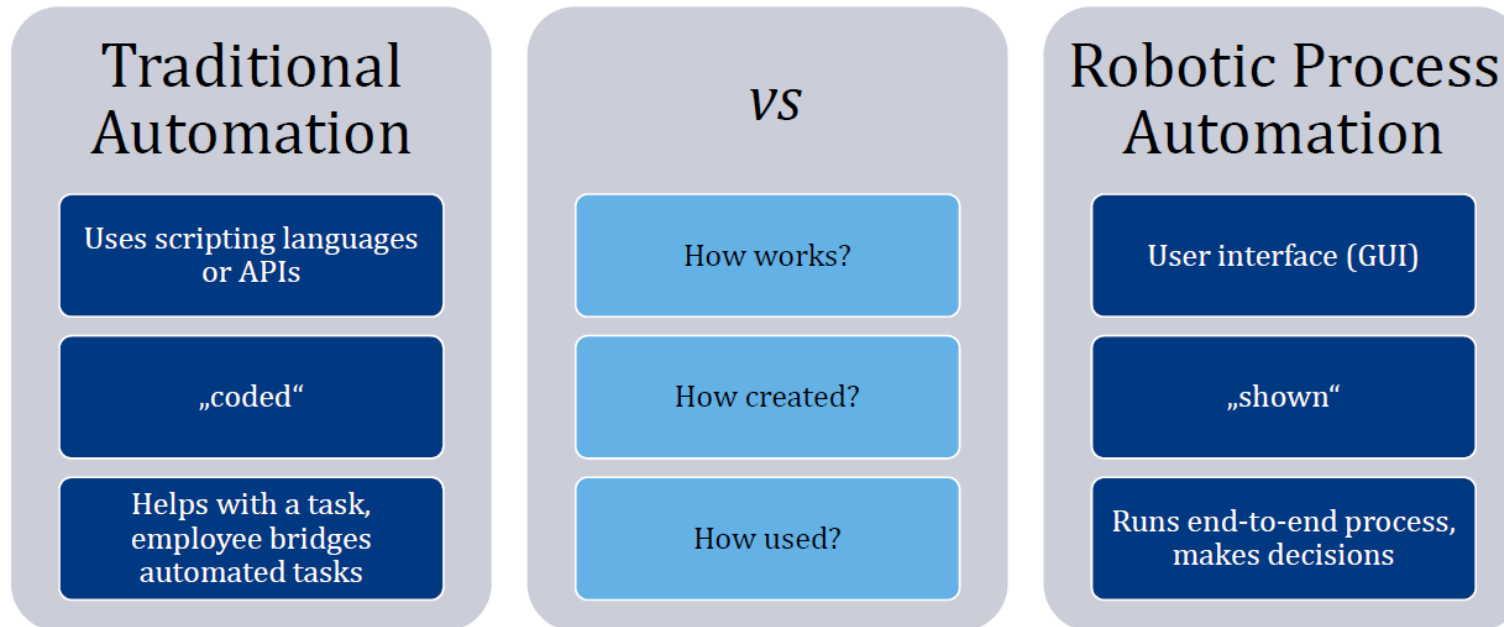 Traditional
Automation
Uses scripting languages
or APIs
„coded“
Helps with a task,
employee bridges
automated tasks
vs
How works?
How created?
How used?
Robotic Process
Automation
User interface (GUI)
„shown“
Runs end-to-end process,
makes decisions